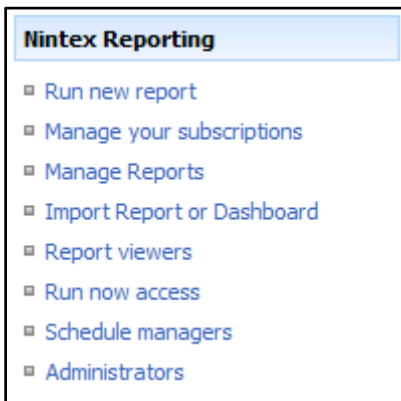 Nintex Reporting
Run new report
Manage your subscriptions
Manage Reports
Import Report or Dashboard
Report viewers
Run now access
Schedule managers
Administrators